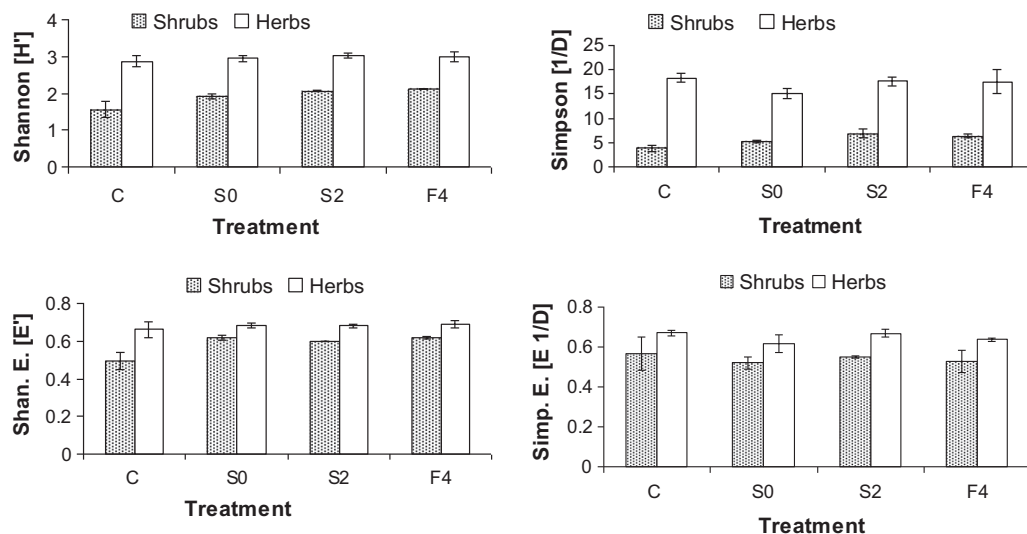 Shrubs Herbs
Shannon [H']
4
3
2
1
0
C S0 S2 F4
Treatment
Shrubs Herbs
Simpson [1/D]
25
20
15
10
5
0
C S0 S2 F4
Treatment
Shrubs Herbs
Shan. E. [E']
0.8
0.6
0.4
0.2
0
C S0 S2 F4
Treatment
Shrubs Herbs
Simp. E. [E 1/D]
0.8
0.6
0.4
0.2
0
C S0 S2 F4
Treatment